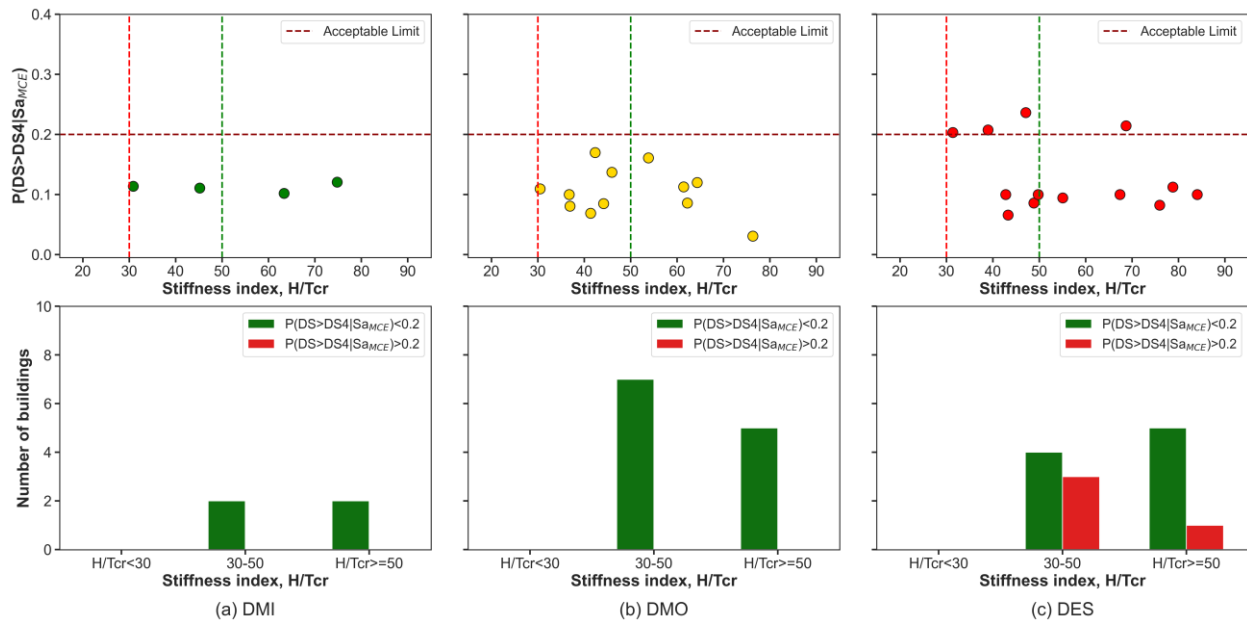 P(DS>DS4|Sa_MCE)
0.4
0.3
0.2
0.1
0.0
Acceptable Limit
20 30 40 50 60 70 80 90
Stiffness index, H/Tcr
Acceptable Limit
20 30 40 50 60 70 80 90
Stiffness index, H/Tcr
Acceptable Limit
20 30 40 50 60 70 80 90
Stiffness index, H/Tcr
Number of buildings
10
8
6
4
2
0
P(DS>DS4|Sa_MCE)<0.2
P(DS>DS4|Sa_MCE)>0.2
H/Tcr<30 30-50 H/Tcr>=50
Stiffness index, H/Tcr
(a) DMI
P(DS>DS4|Sa_MCE)<0.2
P(DS>DS4|Sa_MCE)>0.2
H/Tcr<30 30-50 H/Tcr>=50
Stiffness index, H/Tcr
(b) DMO
P(DS>DS4|Sa_MCE)<0.2
P(DS>DS4|Sa_MCE)>0.2
H/Tcr<30 30-50 H/Tcr>=50
Stiffness index, H/Tcr
(c) DES